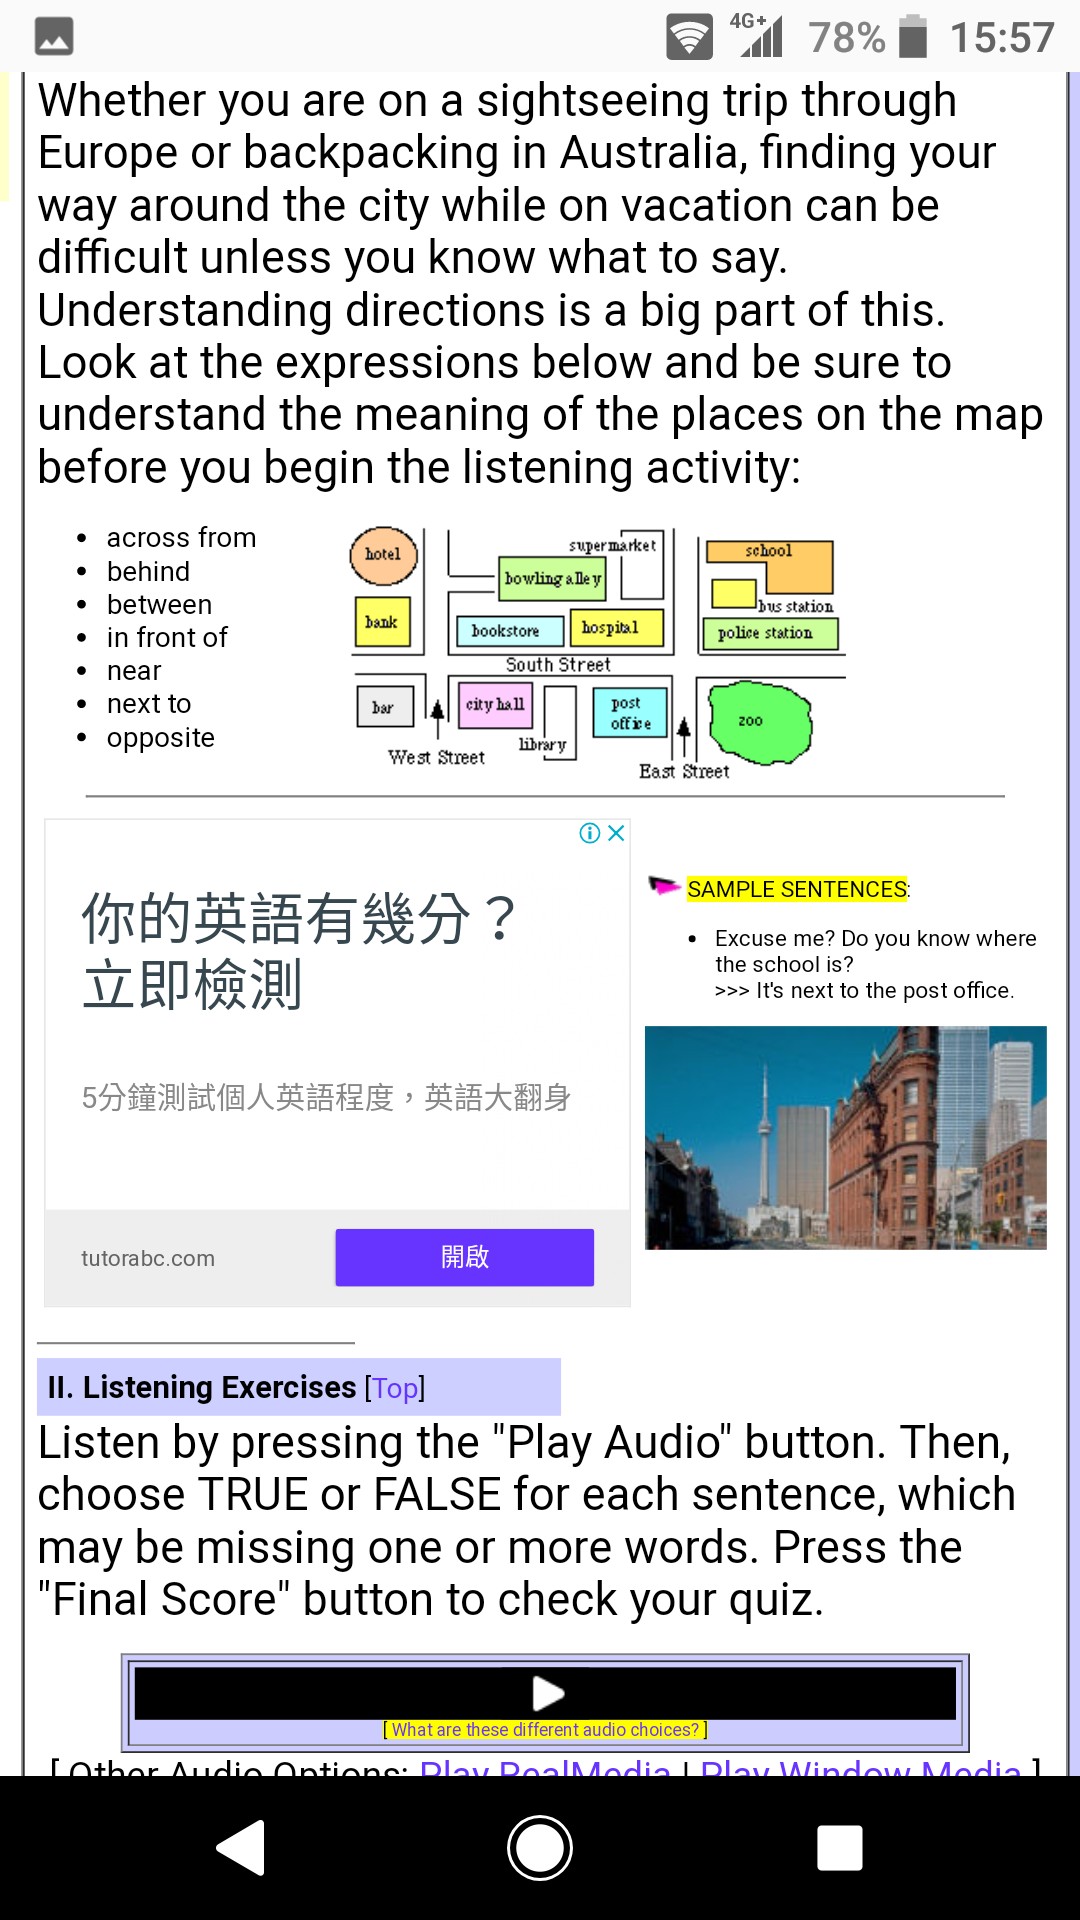 4G+ 78% 15:57
Whether you are on a sightseeing trip through
Europe or backpacking in Australia, finding your
way around the city while on vacation can be
difficult unless you know what to say.
Understanding directions is a big part of this.
Look at the expressions below and be sure to
understand the meaning of the places on the map
before you begin the listening activity:
• across from
• behind
• between
• in front of
• near
• next to
• opposite
hotel
supermarket
school
bowling alley
bus station
bank
bookstore
hospital
police station
South Street
bar
city hall
post
office
zoo
library
West Street
East Street
你的英語有幾分？
立即檢測
5分鐘測試個人英語程度，英語大翻身
tutorabc.com
開啟
SAMPLE SENTENCES:
• Excuse me? Do you know where
the school is?
>>> It's next to the post office.
II. Listening Exercises [Top]
Listen by pressing the "Play Audio" button. Then,
choose TRUE or FALSE for each sentence, which
may be missing one or more words. Press the
"Final Score" button to check your quiz.
[ What are these different audio choices? ]
[ Other Audio Options: Play RealMedia | Play Window Media ]